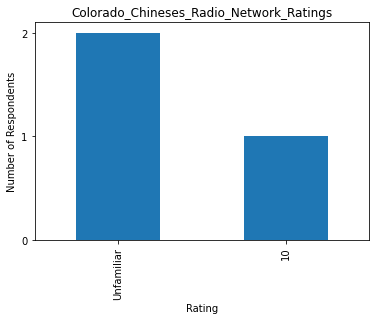 Colorado_Chineses_Radio_Network_Ratings
Number of Respondents
2
1
0
Unfamiliar
10
Rating